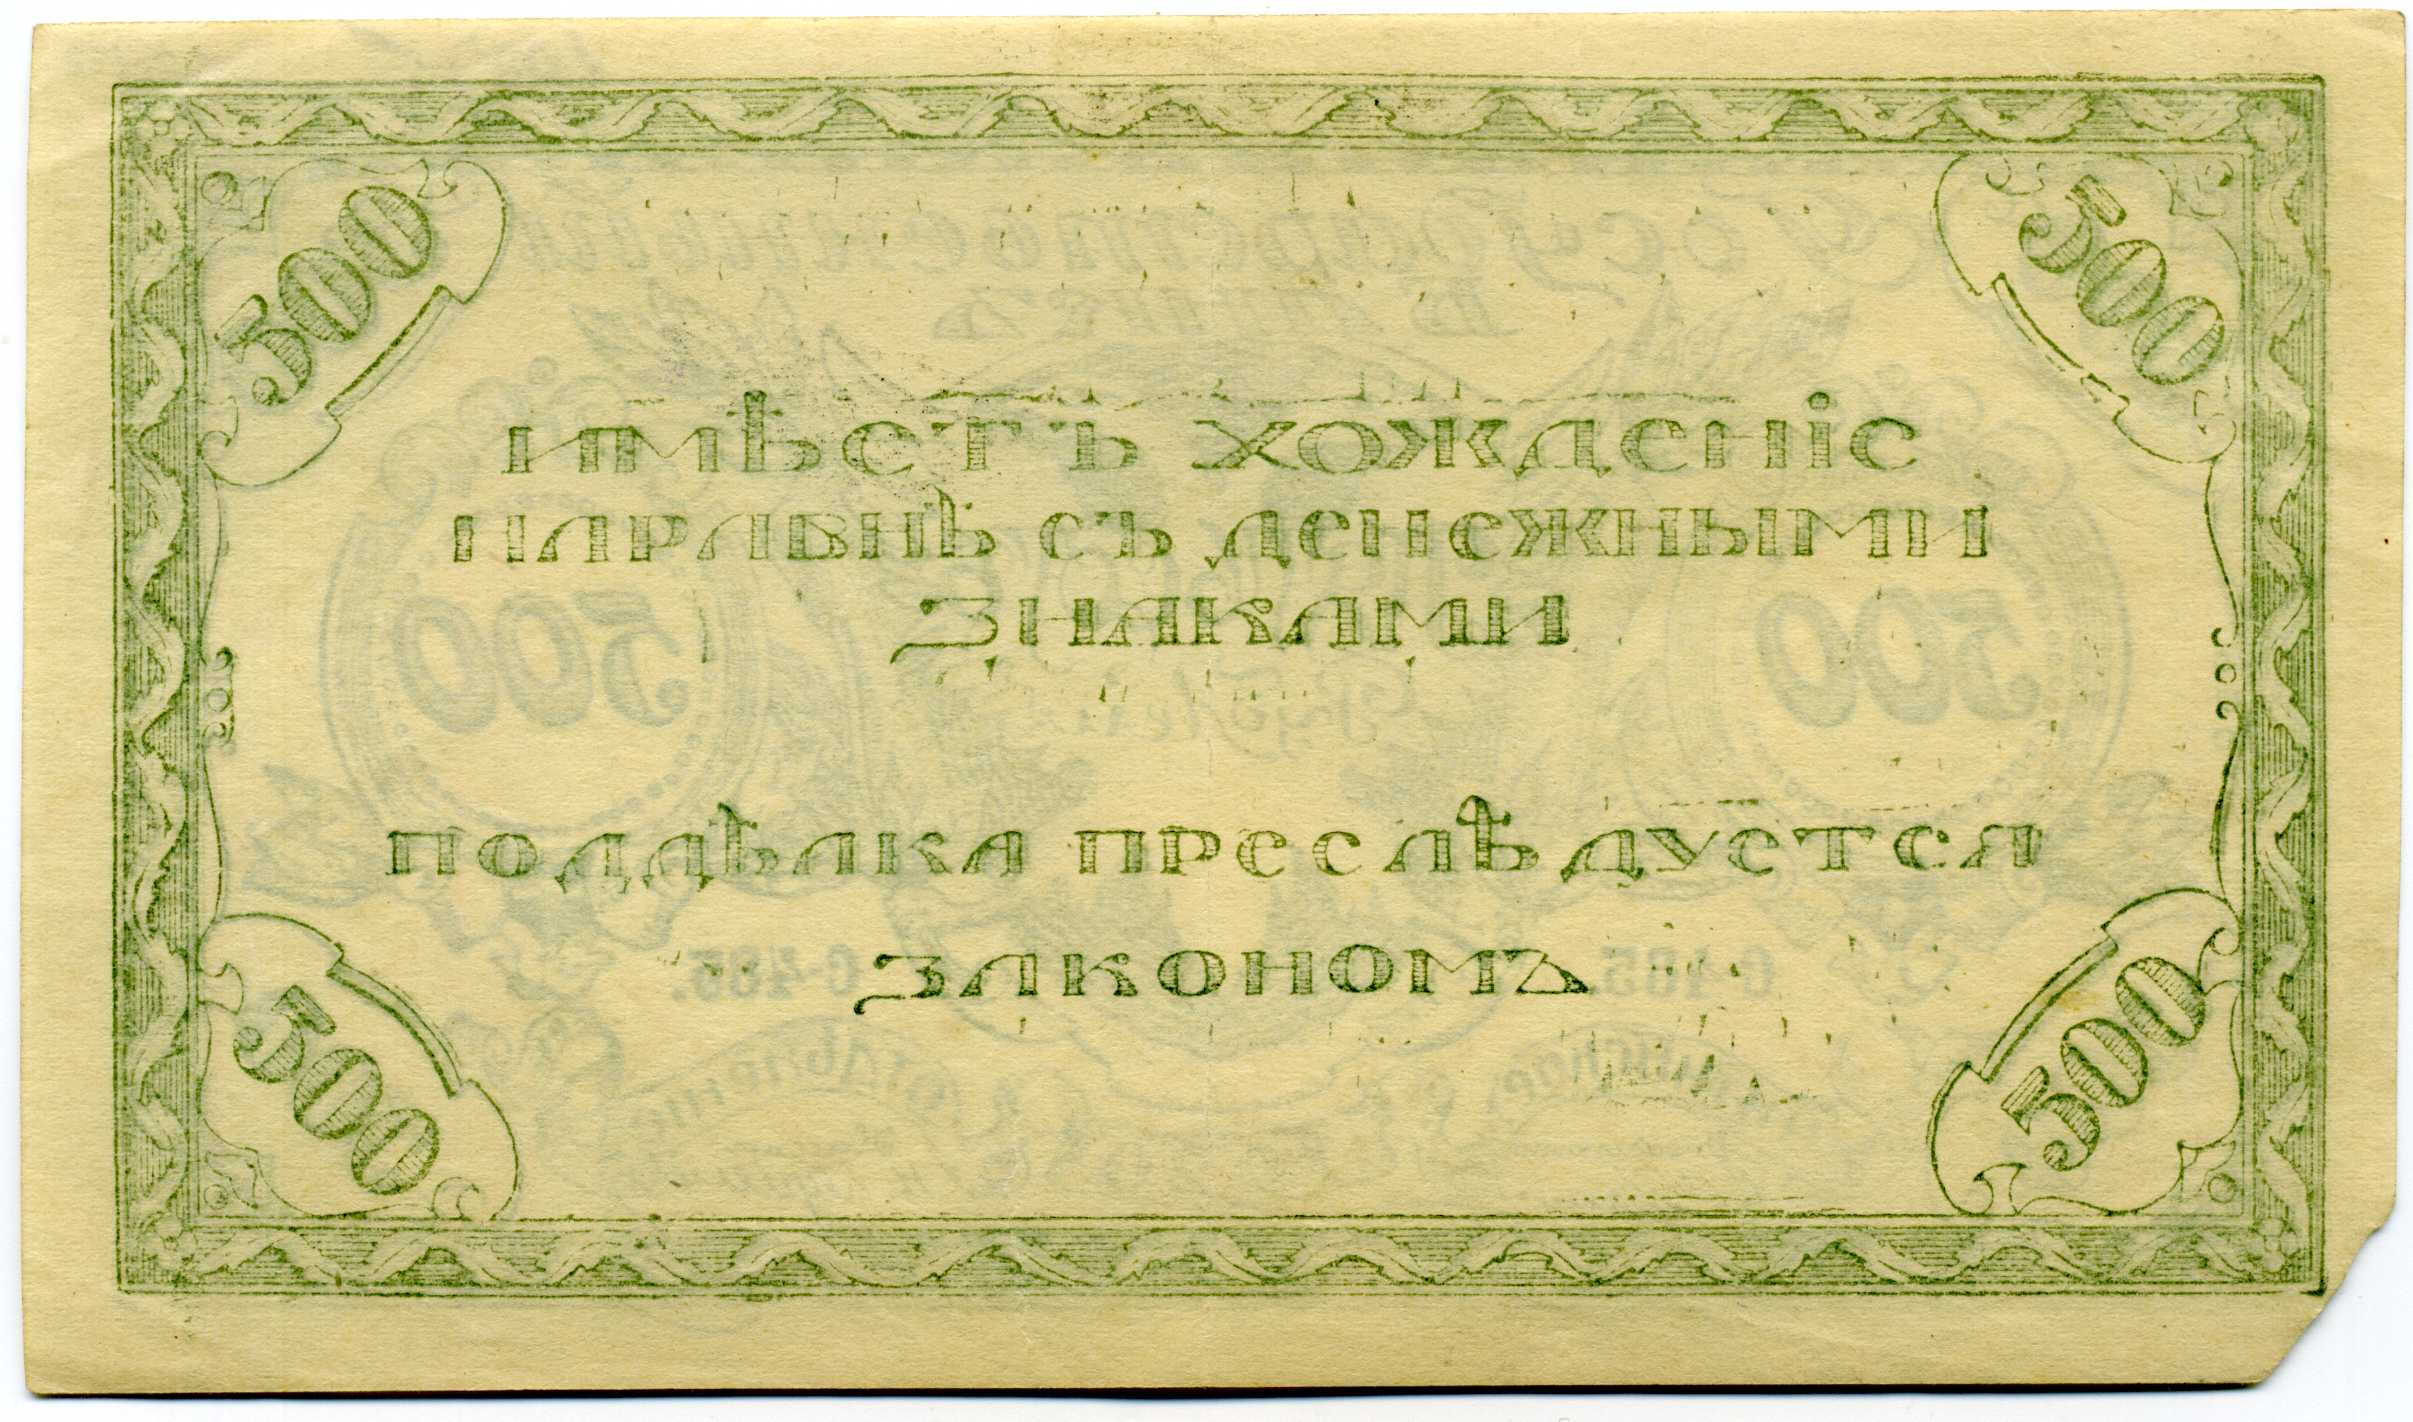 500 500
ИМѢЕТЪ ХОЖДЕНІЕ
НАРАВНѢ СЪ ДЕНЕЖНЫМИ
ЗНАКАМИ
ПОДДѢЛКА ПРЕСЛѢДУЕТСЯ
ЗАКОНОМЪ
500 500